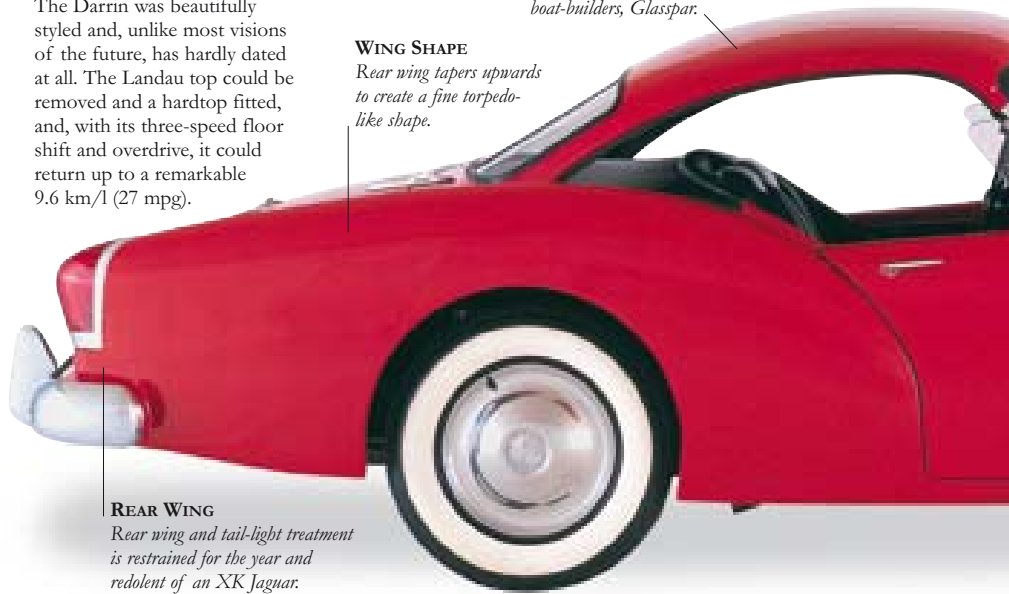 The Darrin was beautifully
styled and, unlike most visions
of the future, has hardly dated
at all. The Landau top could be
removed and a hardtop fitted,
and, with its three-speed floor
shift and overdrive, it could
return up to a remarkable
9.6 km/l (27 mpg).
boat-builders, Glasspar.
WING SHAPE
Rear wing tapers upwards
to create a fine torpedo-
like shape.
REAR WING
Rear wing and tail-light treatment
is restrained for the year and
redolent of an XK Jaguar.